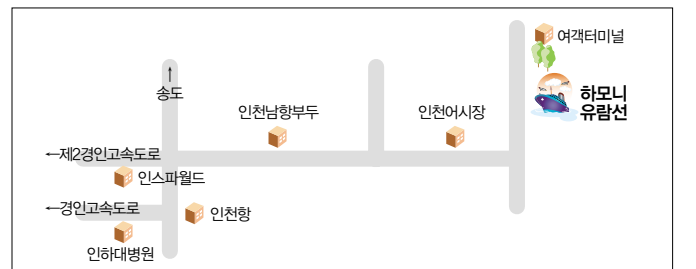 여객터미널
하모니
유람선
↑
송도
인천남항부두
인천어시장
←제2경인고속도로
인스파월드
←경인고속도로
인천항
인하대병원